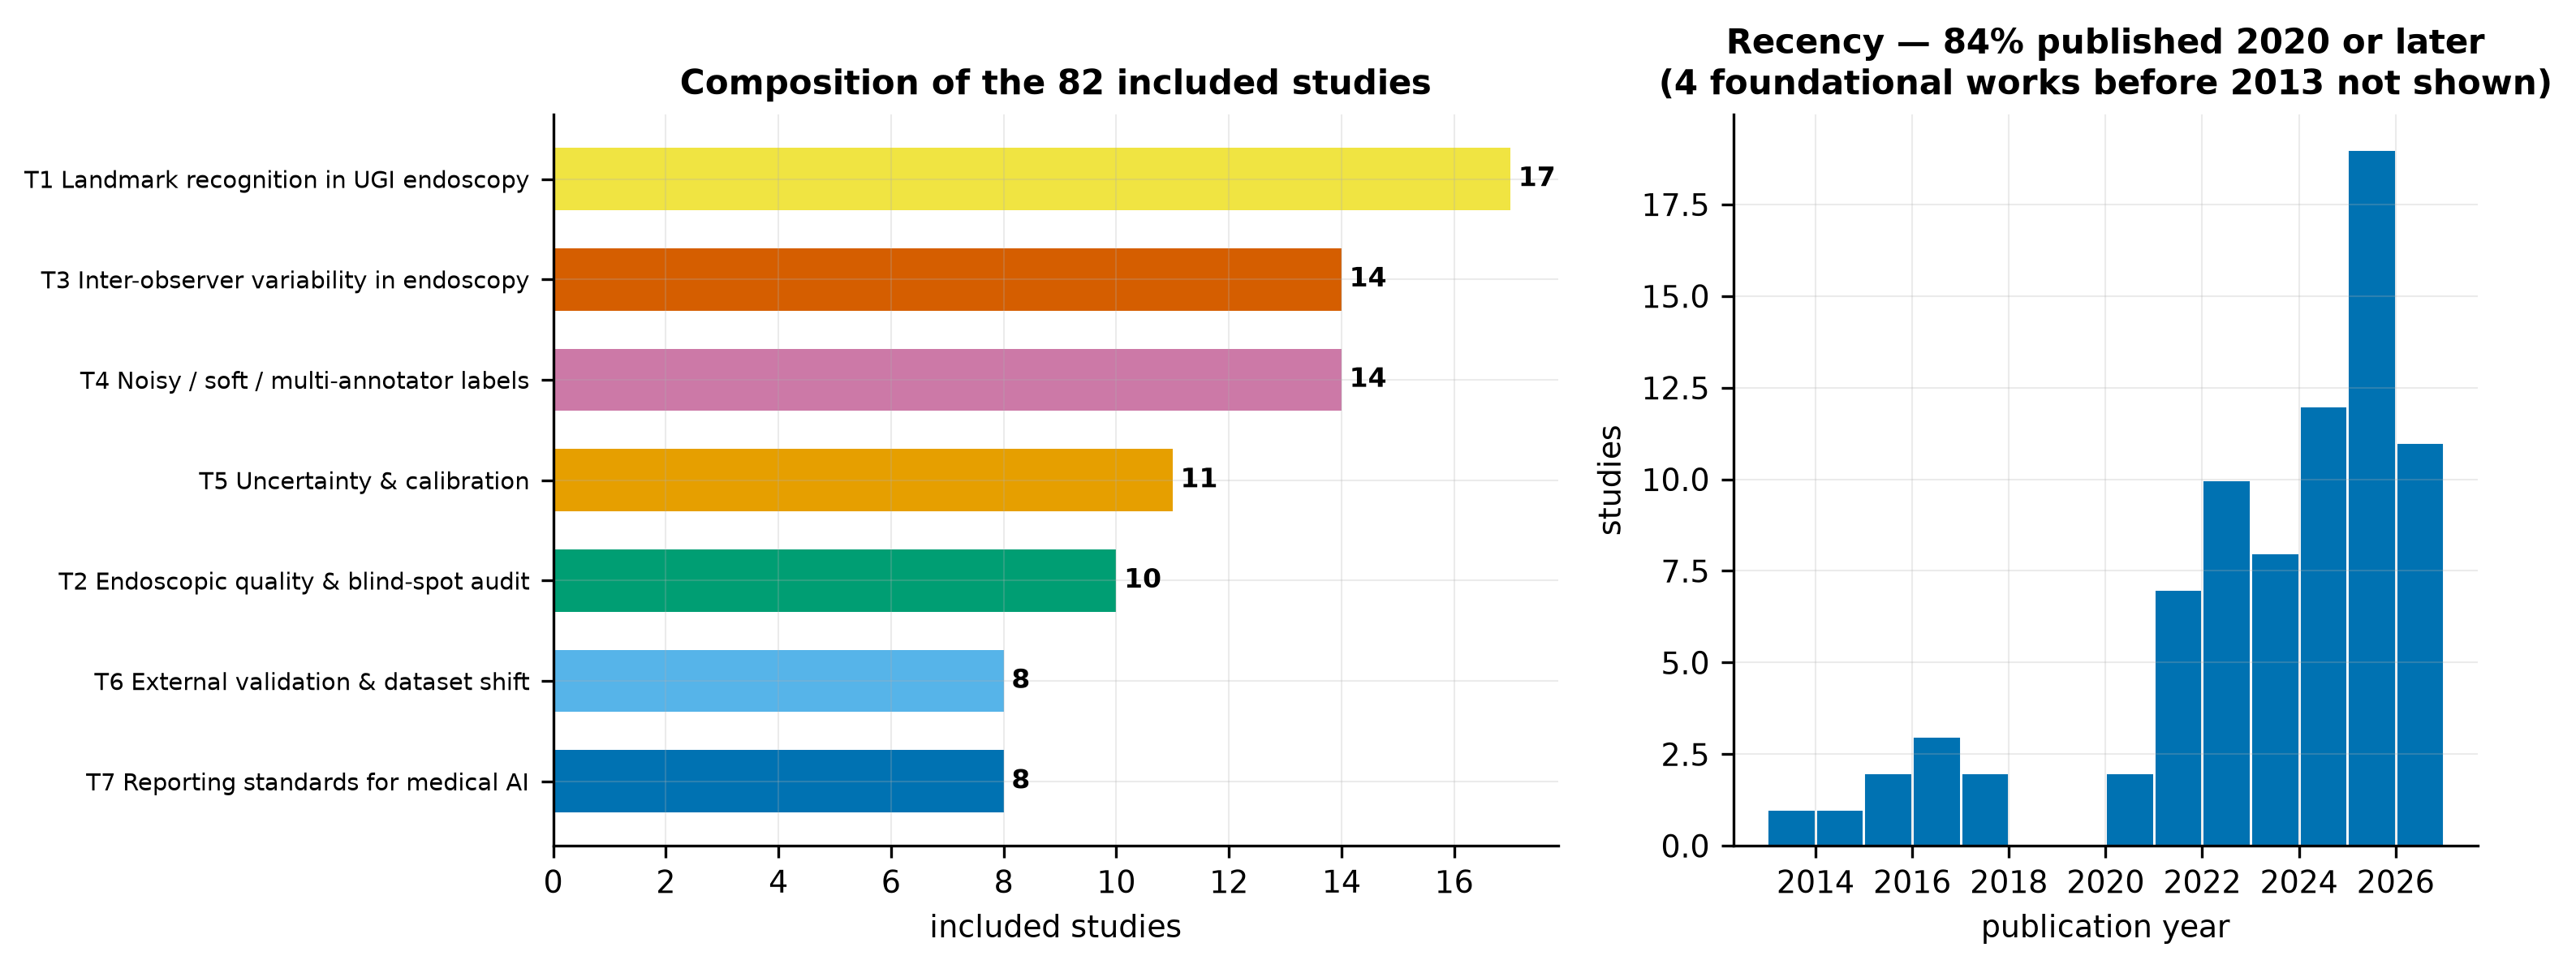 Composition of the 82 included studies
T1 Landmark recognition in UGI endoscopy
17
T3 Inter-observer variability in endoscopy
14
T4 Noisy / soft / multi-annotator labels
14
T5 Uncertainty & calibration
11
T2 Endoscopic quality & blind-spot audit
10
T6 External validation & dataset shift
8
T7 Reporting standards for medical AI
8
0 2 4 6 8 10 12 14 16
included studies
Recency — 84% published 2020 or later
(4 foundational works before 2013 not shown)
studies
17.5
15.0
12.5
10.0
7.5
5.0
2.5
0.0
2014 2016 2018 2020 2022 2024 2026
publication year